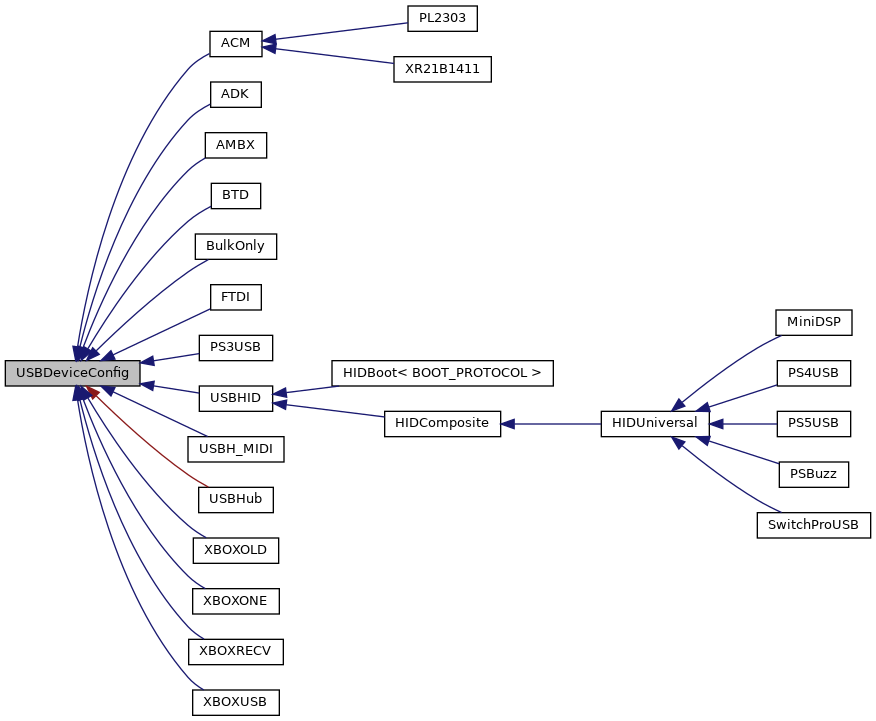 PL2303
ACM
XR21B1411
ADK
AMBX
BTD
BulkOnly
FTDI
MiniDSP
PS3USB
USBDeviceConfig
HIDBoot< BOOT_PROTOCOL >
PS4USB
USBHID
HIDComposite
HIDUniversal
PS5USB
USBH_MIDI
PSBuzz
USBHub
SwitchProUSB
XBOXOLD
XBOXONE
XBOXRECV
XBOXUSB